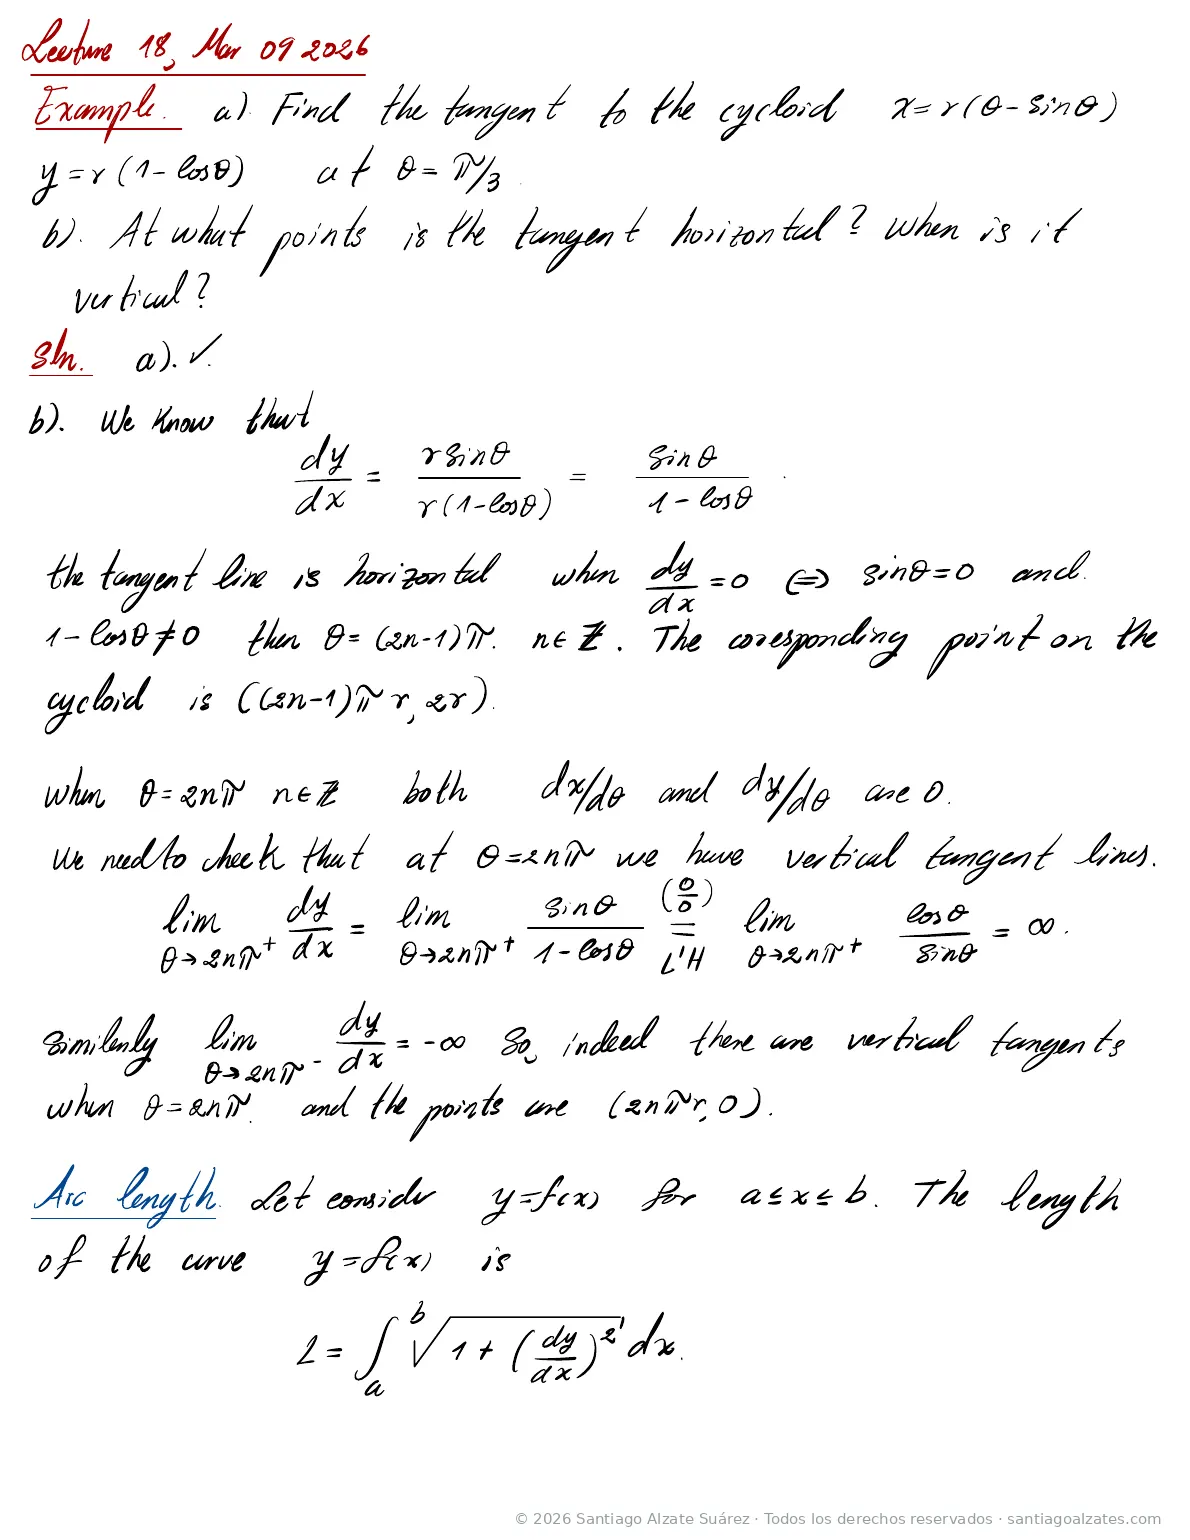 Lecture 18, Mar 09 2026
Example. a). Find the tangent to the cycloid x = r(θ - sinθ)
y = r(1 - cosθ) at θ = π/3.
b). At what points is the tangent horizontal? When is it
vertical?
Sln. a). ✓.
b). We know that
dy/dx = r sinθ / r(1-cosθ) = sinθ / 1 - cosθ.
the tangent line is horizontal when dy/dx = 0 ⇔ sinθ = 0 and.
1 - cosθ ≠ 0 then θ = (2n-1)π. n ∈ ℤ. The corresponding point on the
cycloid is ((2n-1)πr, 2r).
when θ = 2nπ n ∈ ℤ both dx/dθ and dy/dθ are 0.
We need to check that at θ = 2nπ we have vertical tangent lines.
lim θ→2nπ⁺ dy/dx = lim θ→2nπ⁺ sinθ / 1 - cosθ (0/0) = L'H lim θ→2nπ⁺ cosθ / sinθ = ∞.
Similarly lim θ→2nπ⁻ dy/dx = -∞ So, indeed there are vertical tangents
when θ = 2nπ. and the points are (2nπr, 0).
Arc length. Let consider y = f(x) for a ≤ x ≤ b. The length
of the curve y = f(x) is
L = ∫ₐᵇ √(1 + (dy/dx)²) dx.
© 2026 Santiago Alzate Suárez · Todos los derechos reservados · santiagoalzates.com